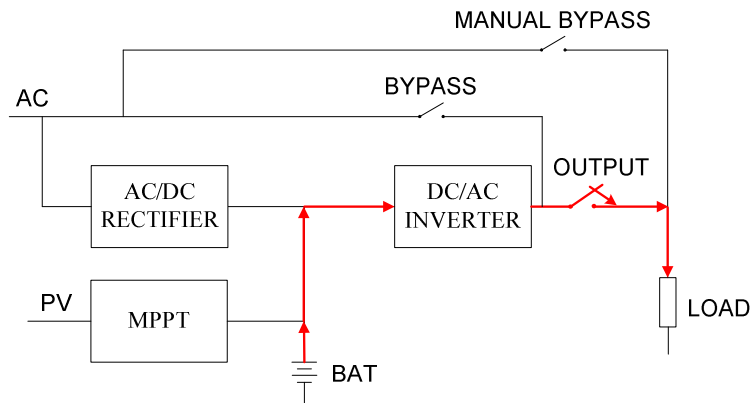 MANUAL BYPASS
AC
BYPASS
OUTPUT
AC/DC
RECTIFIER
DC/AC
INVERTER
PV
MPPT
LOAD
BAT